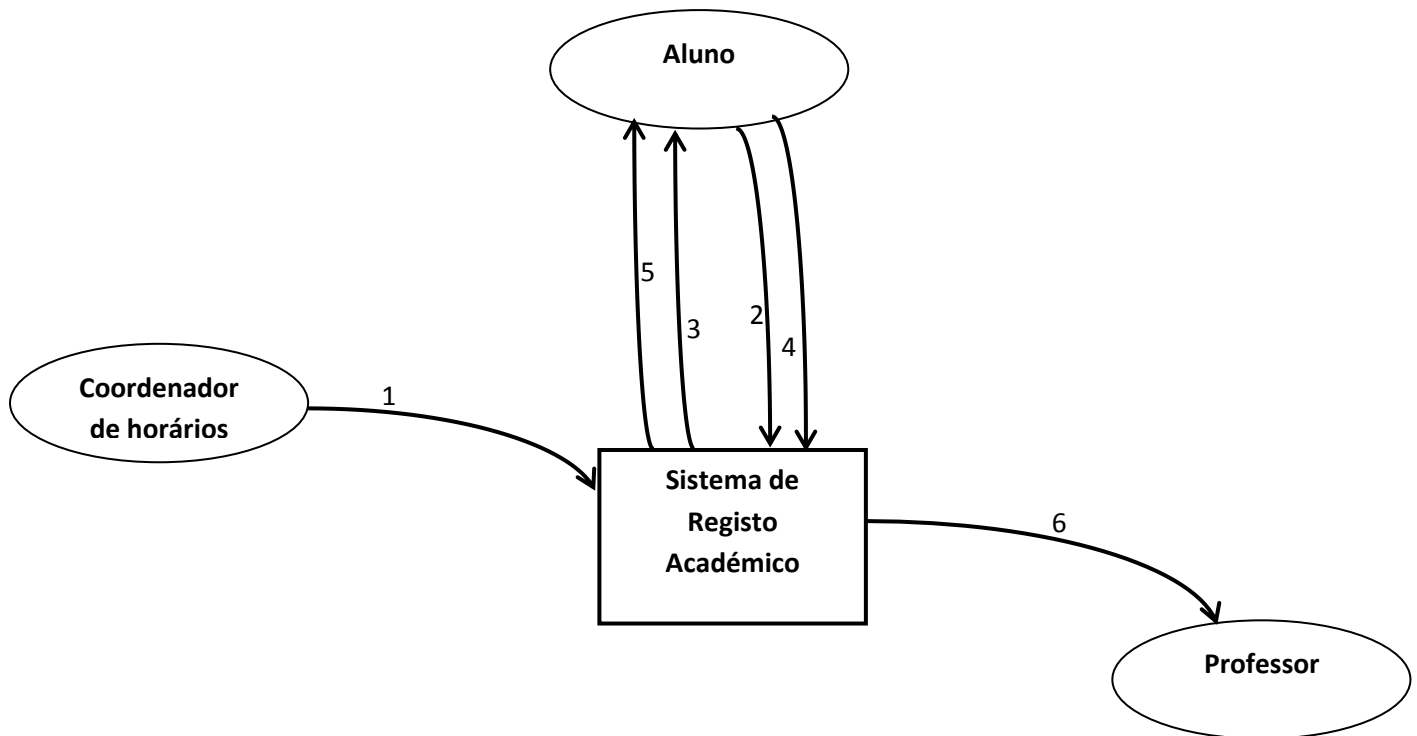 Aluno
5
3
2
4
Coordenador
de horários
1
Sistema de
Registo
Académico
6
Professor